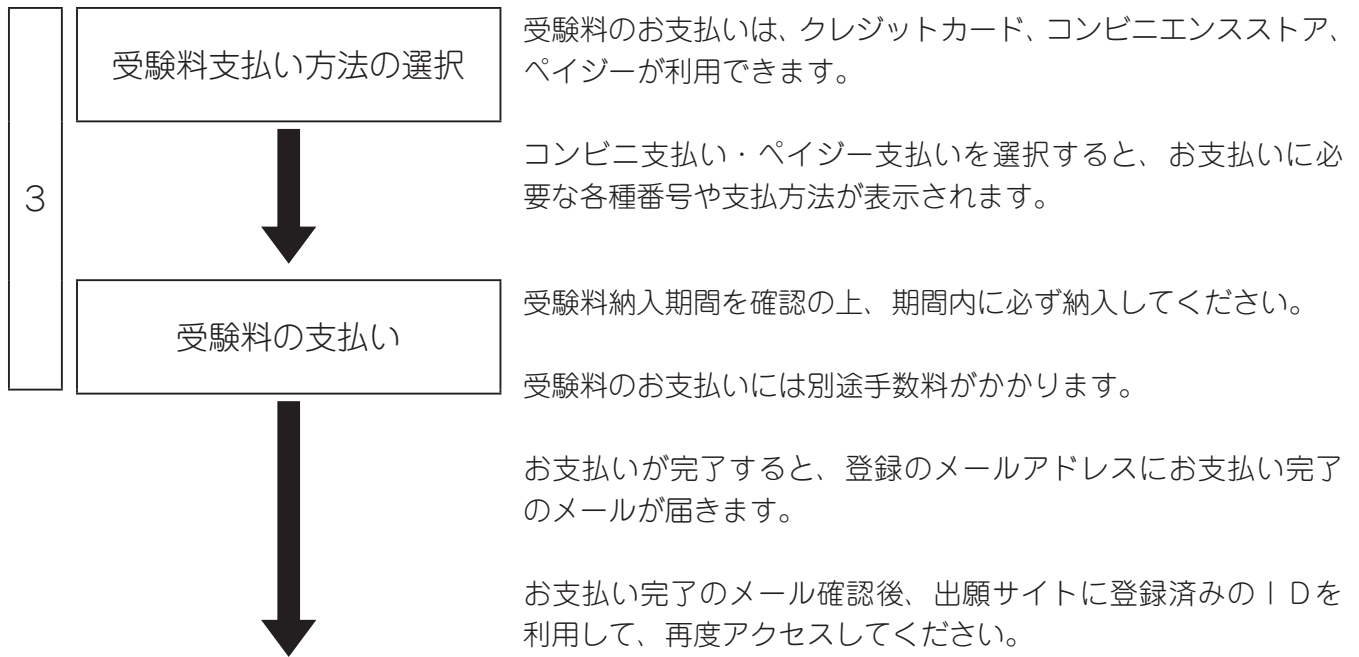 3
受験料支払い方法の選択
受験料のお支払いは、クレジットカード、コンビニエンスストア、
ペイジーが利用できます。
コンビニ支払い・ペイジー支払いを選択すると、お支払いに必
要な各種番号や支払方法が表示されます。
受験料の支払い
受験料納入期間を確認の上、期間内に必ず納入してください。
受験料のお支払いには別途手数料がかかります。
お支払いが完了すると、登録のメールアドレスにお支払い完了
のメールが届きます。
お支払い完了のメール確認後、出願サイトに登録済みのIDを
利用して、再度アクセスしてください。